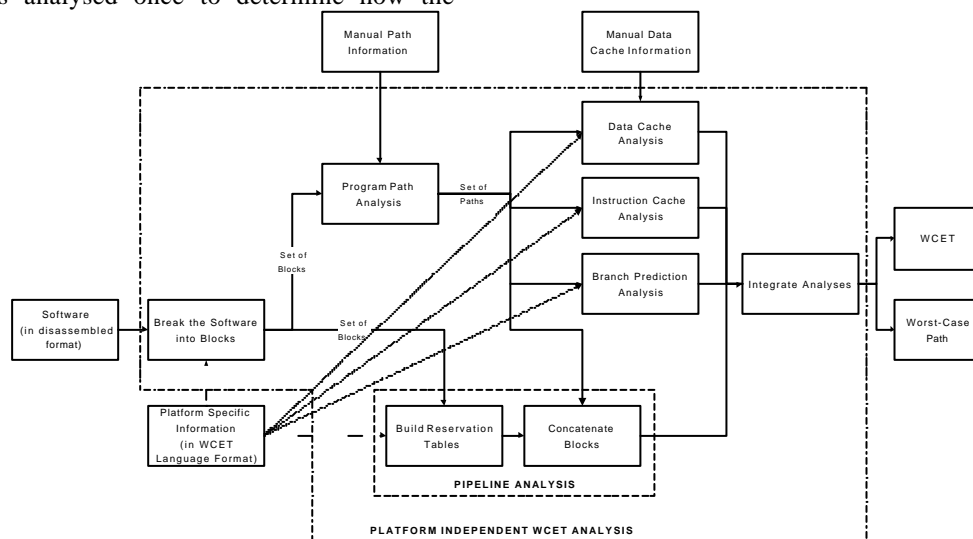 s analysed once to determine how the
Manual Path
Information
Manual Data
Cache Information
Data Cache
Analysis
Program Path
Analysis
Set of
Paths
Instruction Cache
Analysis
Set of
Blocks
Branch Prediction
Analysis
Integrate Analyses
WCET
Worst-Case
Path
Software
(in disassembled
format)
Break the Software
into Blocks
Set of
Blocks
Platform Specific
Information
(in WCET
Language Format)
Build Reservation
Tables
Concatenate
Blocks
PIPELINE ANALYSIS
PLATFORM INDEPENDENT WCET ANALYSIS